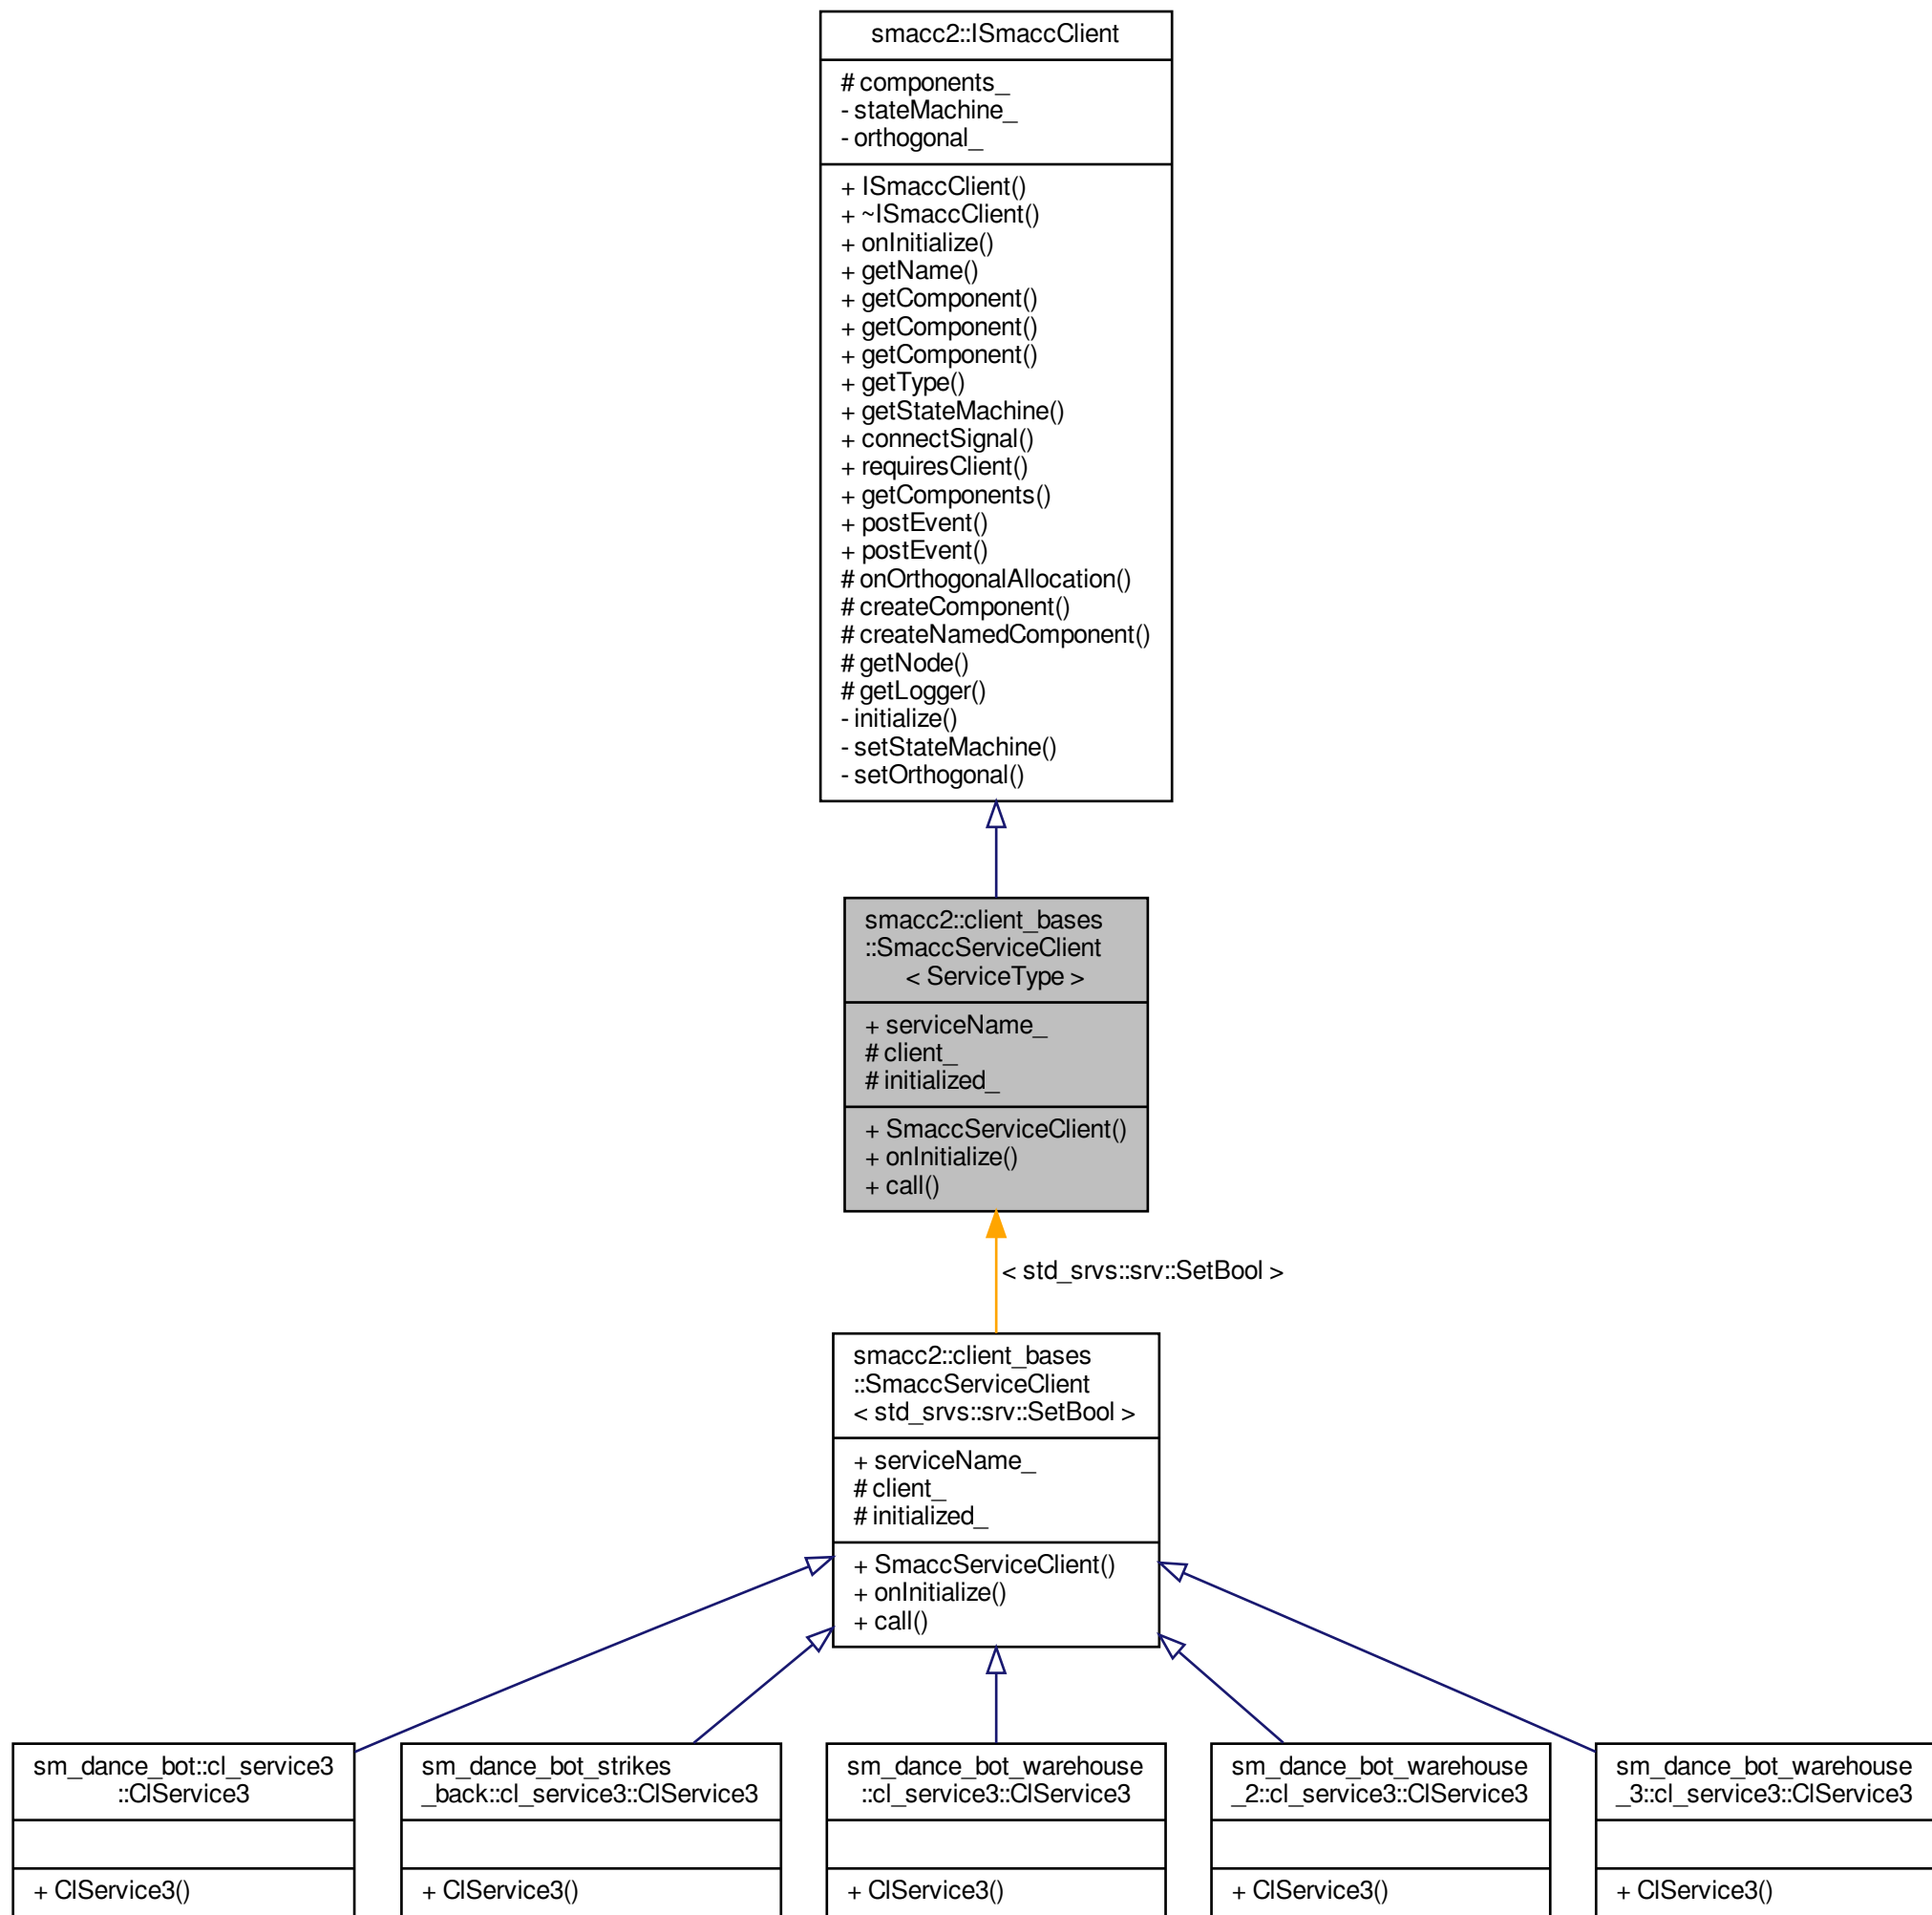 smacc2::ISmaccClient
# components_
- stateMachine_
- orthogonal_
+ ISmaccClient()
+ ~ISmaccClient()
+ onInitialize()
+ getName()
+ getComponent()
+ getComponent()
+ getComponent()
+ getType()
+ getStateMachine()
+ connectSignal()
+ requiresClient()
+ getComponents()
+ postEvent()
+ postEvent()
# onOrthogonalAllocation()
# createComponent()
# createNamedComponent()
# getNode()
# getLogger()
- initialize()
- setStateMachine()
- setOrthogonal()
smacc2::client_bases
::SmaccServiceClient
< ServiceType >
+ serviceName_
# client_
# initialized_
+ SmaccServiceClient()
+ onInitialize()
+ call()
< std_srvs::srv::SetBool >
smacc2::client_bases
::SmaccServiceClient
< std_srvs::srv::SetBool >
+ serviceName_
# client_
# initialized_
+ SmaccServiceClient()
+ onInitialize()
+ call()
sm_dance_bot::cl_service3
::ClService3
+ ClService3()
sm_dance_bot_strikes
_back::cl_service3::ClService3
+ ClService3()
sm_dance_bot_warehouse
::cl_service3::ClService3
+ ClService3()
sm_dance_bot_warehouse
_2::cl_service3::ClService3
+ ClService3()
sm_dance_bot_warehouse
_3::cl_service3::ClService3
+ ClService3()